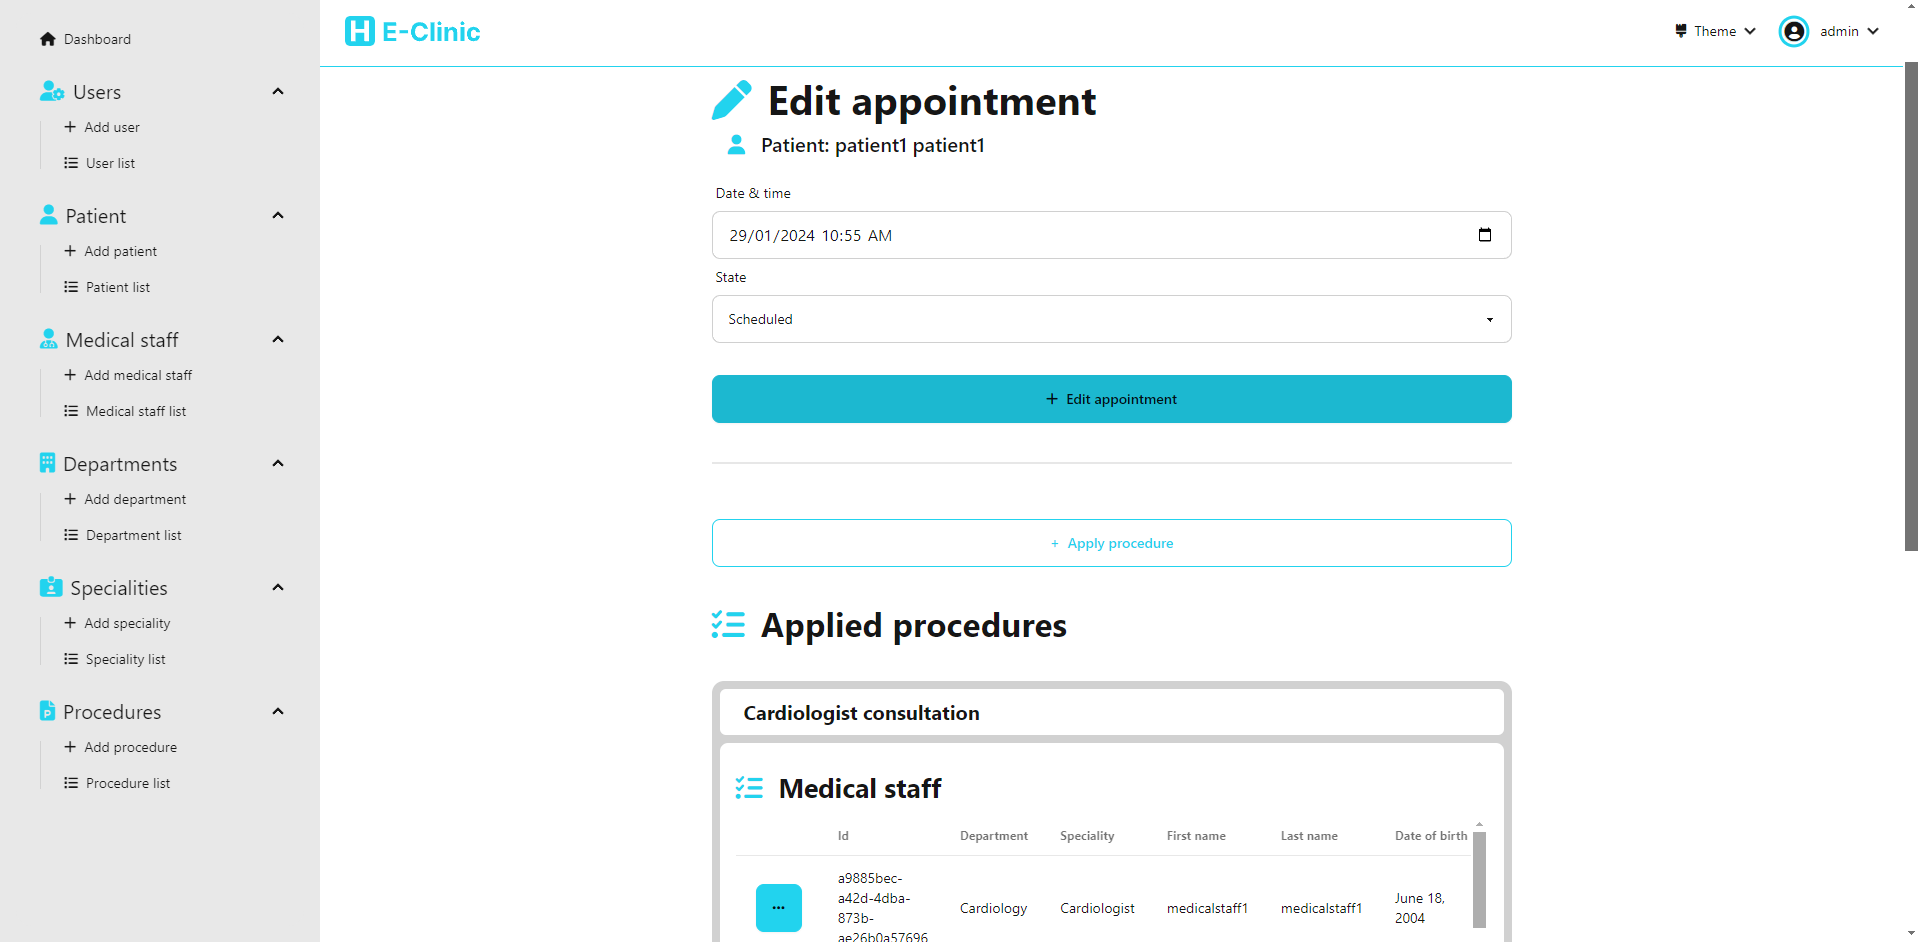 Dashboard
Users
Add user
User list
Patient
Add patient
Patient list
Medical staff
Add medical staff
Medical staff list
Departments
Add department
Department list
Specialities
Add speciality
Speciality list
P Procedures
Add procedure
Procedure list
H E-Clinic
Theme
admin
Edit appointment
Patient: patient1 patient1
Date & time
29/01/2024 10:55 AM
State
Scheduled
+ Edit appointment
+ Apply procedure
Applied procedures
Cardiologist consultation
Medical staff
Id Department Speciality First name Last name Date of birth
... a9885bec-
a42d-4dba-
873b-
ae26b0a57696
Cardiology Cardiologist medicalstaff1 medicalstaff1 June 18,
2004